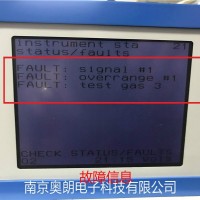 Instrument sta 21
status/faults
FAULT: signal #1
FAULT: overrange #1
FAULT: test gas 3
CHECK STATUS/FAULTS
故障信息
南京奥朗电子科技有限公司